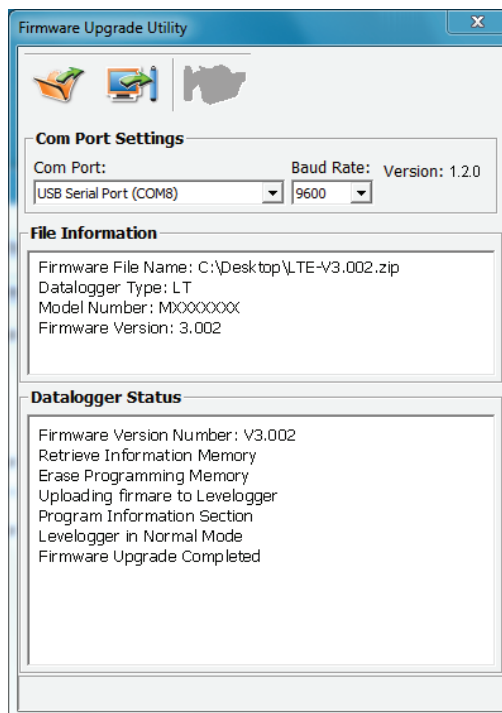 Firmware Upgrade Utility
x
Com Port Settings
Com Port: Baud Rate: Version: 1.2.0
USB Serial Port (COM8) 9600
File Information
Firmware File Name: C:\Desktop\LTE-V3.002.zip
Datalogger Type: LT
Model Number: MXXXXXXX
Firmware Version: 3.002
Datalogger Status
Firmware Version Number: V3.002
Retrieve Information Memory
Erase Programming Memory
Uploading firmare to Levelogger
Program Information Section
Levelogger in Normal Mode
Firmware Upgrade Completed